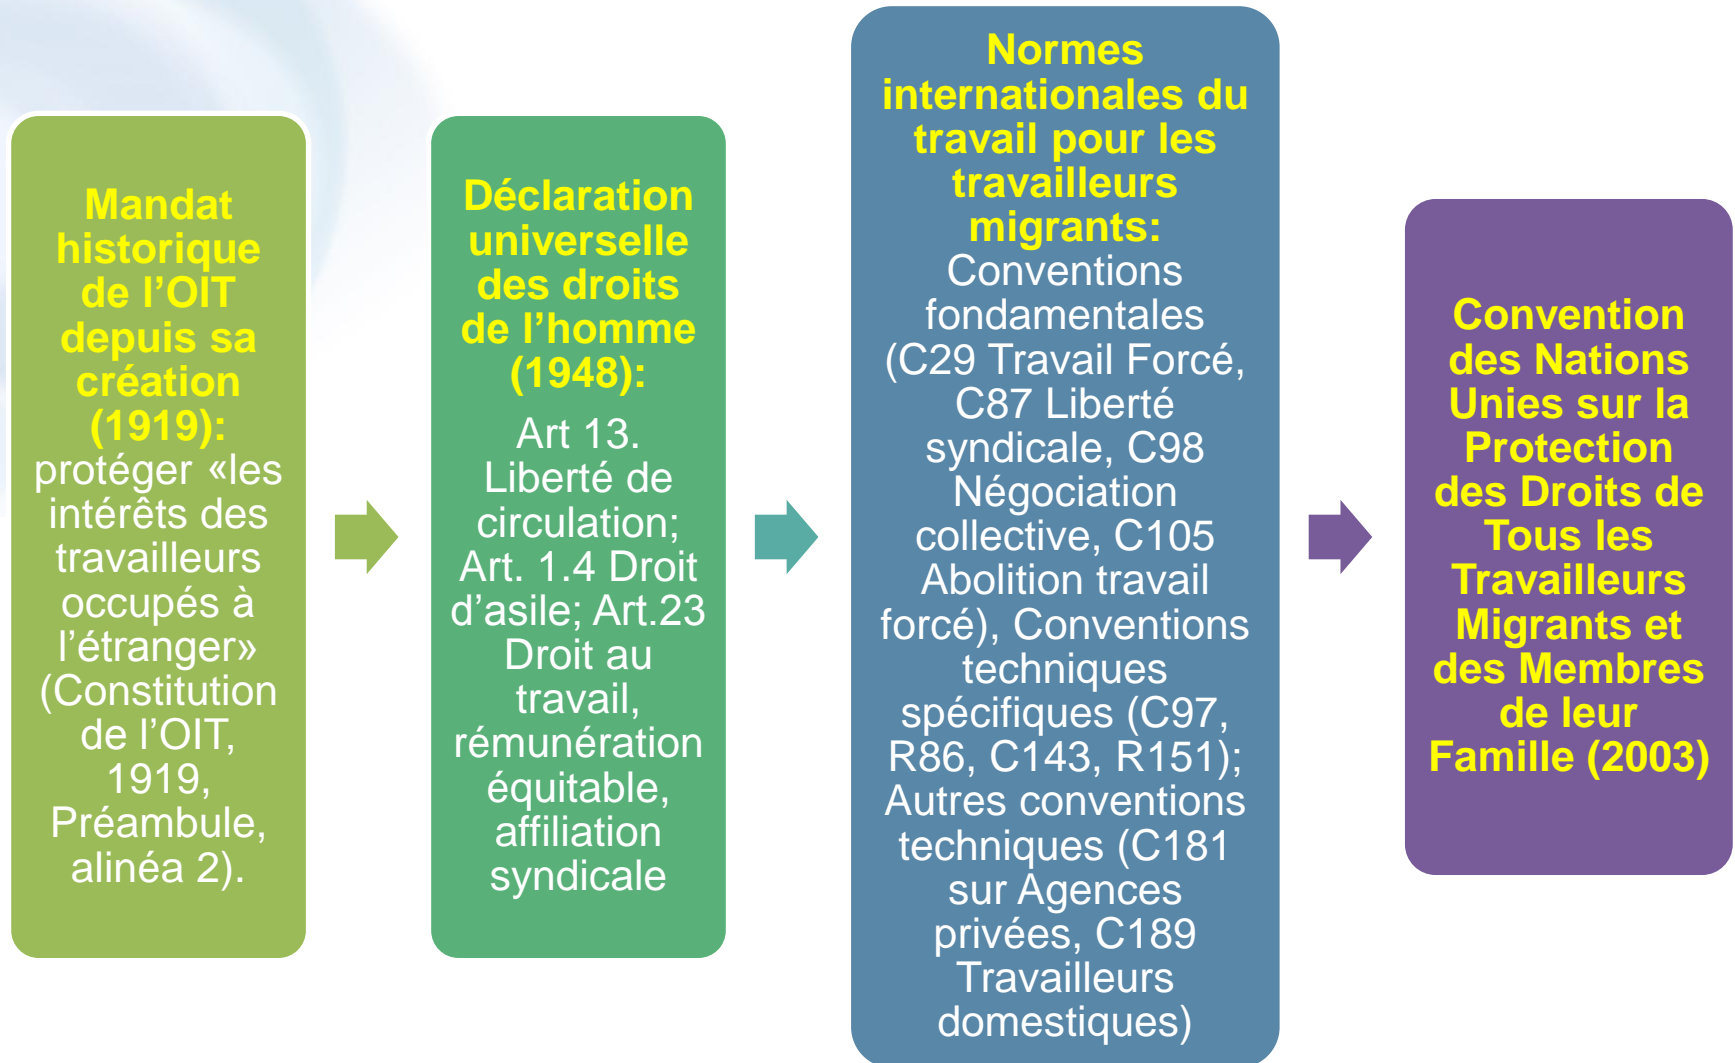 Mandat
historique
de l’OIT
depuis sa
création
(1919):
protéger «les
intérêts des
travailleurs
occupés à
l’étranger»
(Constitution
de l’OIT,
1919,
Préambule,
alinéa 2).
Déclaration
universelle
des droits
de l’homme
(1948):
Art 13.
Liberté de
circulation;
Art. 1.4 Droit
d’asile; Art.23
Droit au
travail,
rémunération
équitable,
affiliation
syndicale
Normes
internationales du
travail pour les
travailleurs
migrants:
Conventions
fondamentales
(C29 Travail Forcé,
C87 Liberté
syndicale, C98
Négociation
collective, C105
Abolition travail
forcé), Conventions
techniques
spécifiques (C97,
R86, C143, R151);
Autres conventions
techniques (C181
sur Agences
privées, C189
Travailleurs
domestiques)
Convention
des Nations
Unies sur la
Protection
des Droits de
Tous les
Travailleurs
Migrants et
des Membres
de leur
Famille (2003)